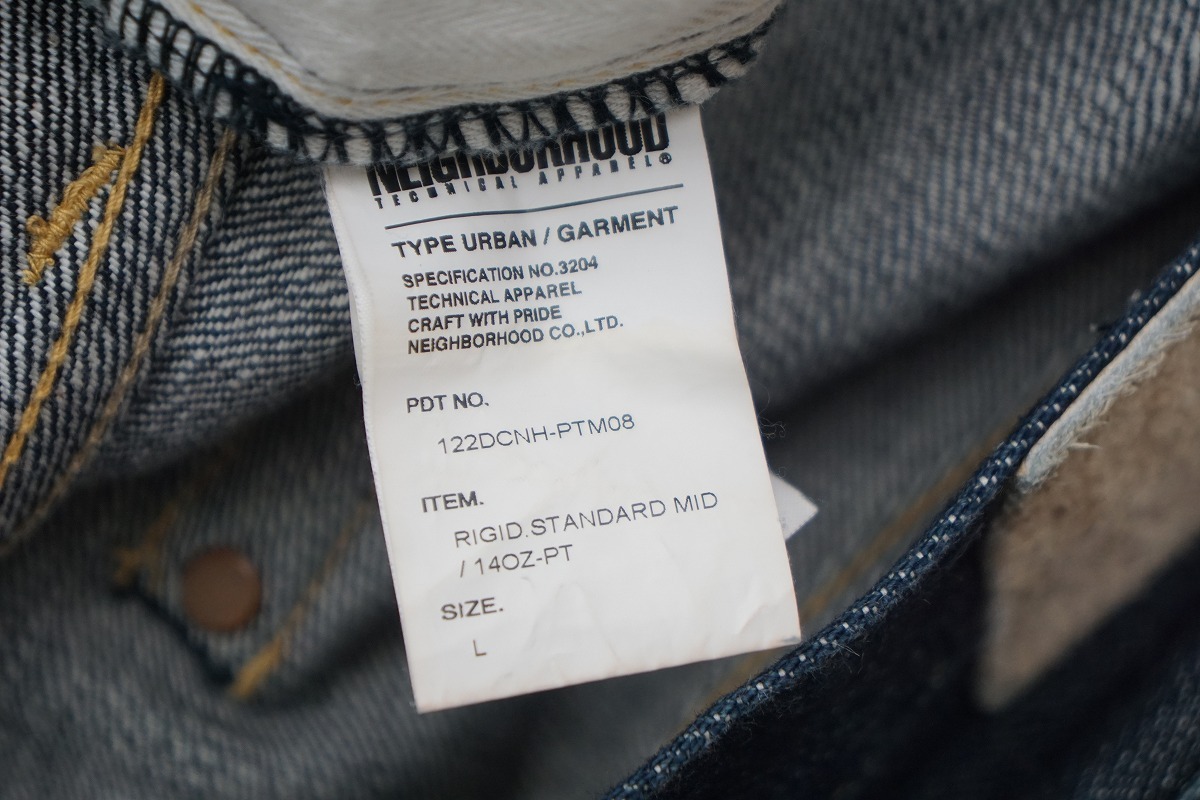 NEIGHBORHOOD
TECHNICAL APPAREL®
TYPE URBAN / GARMENT
SPECIFICATION NO.3204
TECHNICAL APPAREL
CRAFT WITH PRIDE
NEIGHBORHOOD CO.,LTD.
PDT NO.
122DCNH-PTM08
ITEM.
RIGID.STANDARD MID
/ 14OZ-PT
SIZE.
L